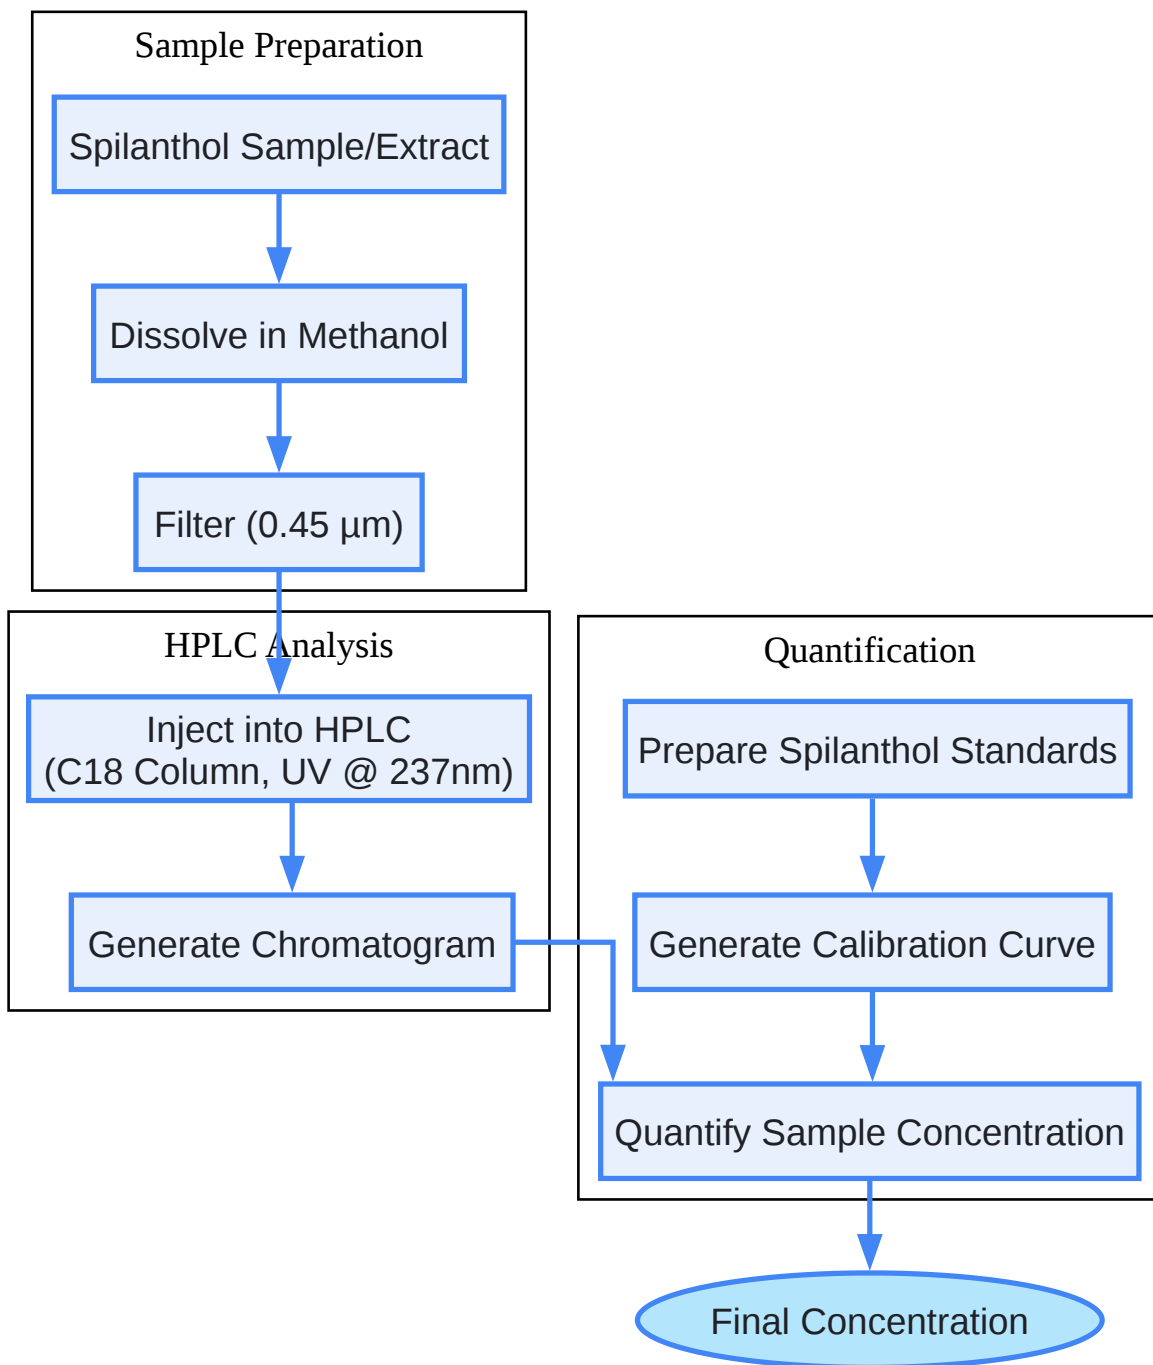 Sample Preparation
Spilanthol Sample/Extract
Dissolve in Methanol
Filter (0.45 µm)
HPLC Analysis
Inject into HPLC
(C18 Column, UV @ 237nm)
Generate Chromatogram
Quantification
Prepare Spilanthol Standards
Generate Calibration Curve
Quantify Sample Concentration
Final Concentration